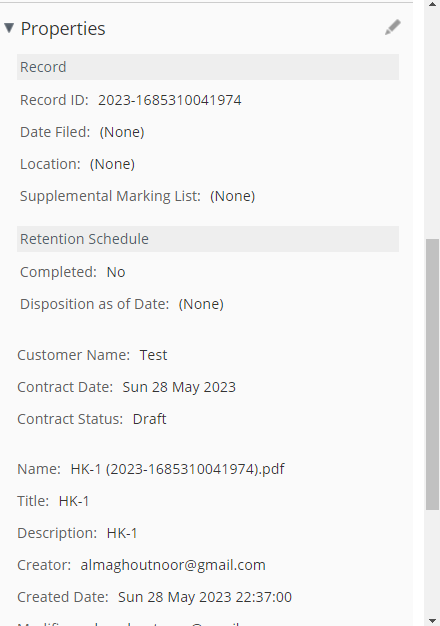 Properties
Record
Record ID: 2023-1685310041974
Date Filed: (None)
Location: (None)
Supplemental Marking List: (None)
Retention Schedule
Completed: No
Disposition as of Date: (None)
Customer Name: Test
Contract Date: Sun 28 May 2023
Contract Status: Draft
Name: HK-1 (2023-1685310041974).pdf
Title: HK-1
Description: HK-1
Creator: almaghoutnoor@gmail.com
Created Date: Sun 28 May 2023 22:37:00